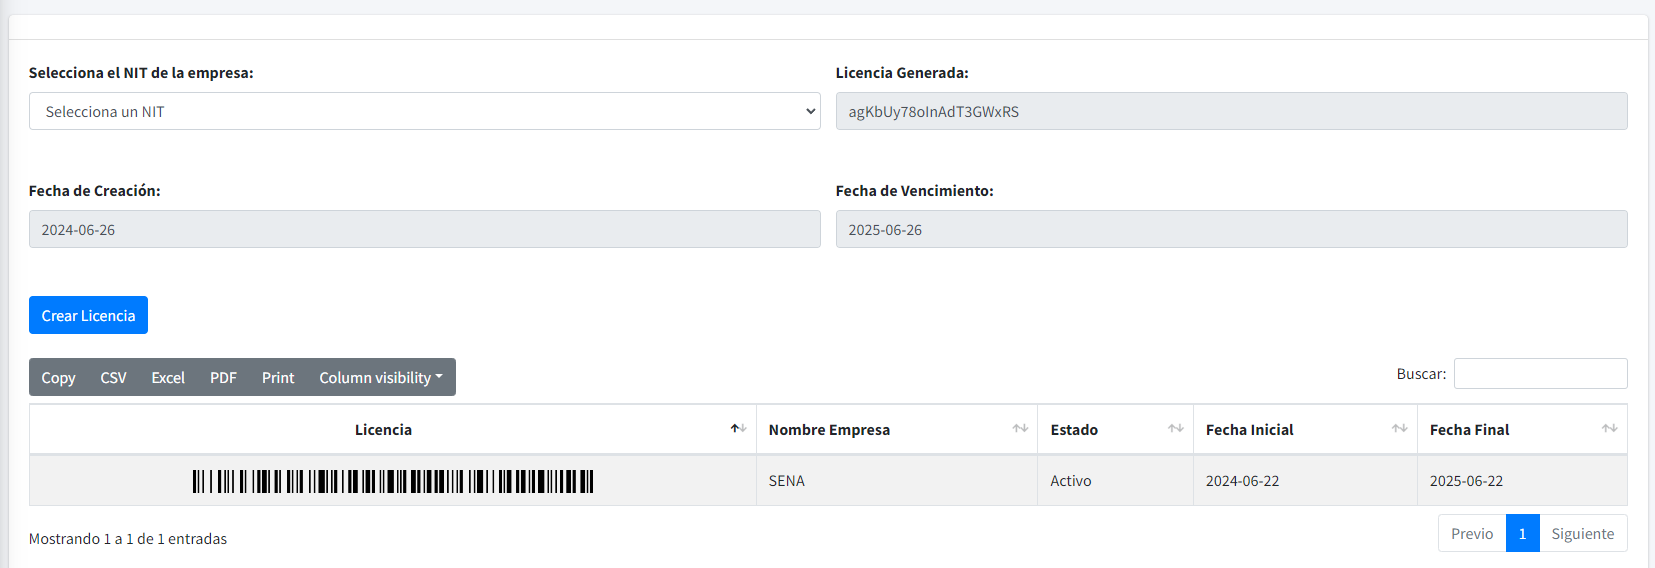 Selecciona el NIT de la empresa: Licencia Generada:
Selecciona un NIT agKbUy78oInAdT3GWxRS
Fecha de Creación: Fecha de Vencimiento:
2024-06-26 2025-06-26
Crear Licencia
Copy CSV Excel PDF Print Column visibility Buscar:
Licencia Nombre Empresa Estado Fecha Inicial Fecha Final
SENA Activo 2024-06-22 2025-06-22
Mostrando 1 a 1 de 1 entradas Previo 1 Siguiente